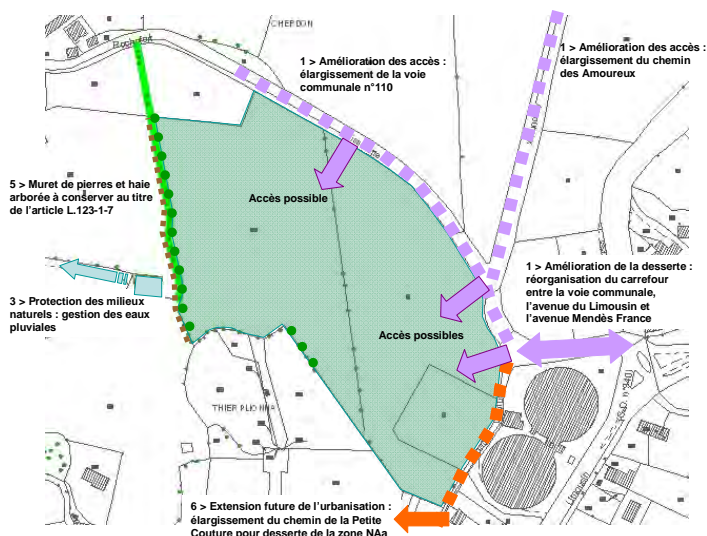 CHERDON
1 > Amélioration des accès :
élargissement de la voie
communale n°110
1 > Amélioration des accès :
élargissement du chemin
des Amoureux
5 > Muret de pierres et haie
arborée à conserver au titre
de l'article L.123-1-7
Accès possible
3 > Protection des milieux
naturels : gestion des eaux
pluviales
1 > Amélioration de la desserte :
réorganisation du carrefour
entre la voie communale,
l'avenue du Limousin et
l'avenue Mendès France
Accès possibles
Limousin
6 > Extension future de l'urbanisation :
élargissement du chemin de la Petite
Couture pour desserte de la zone NAa